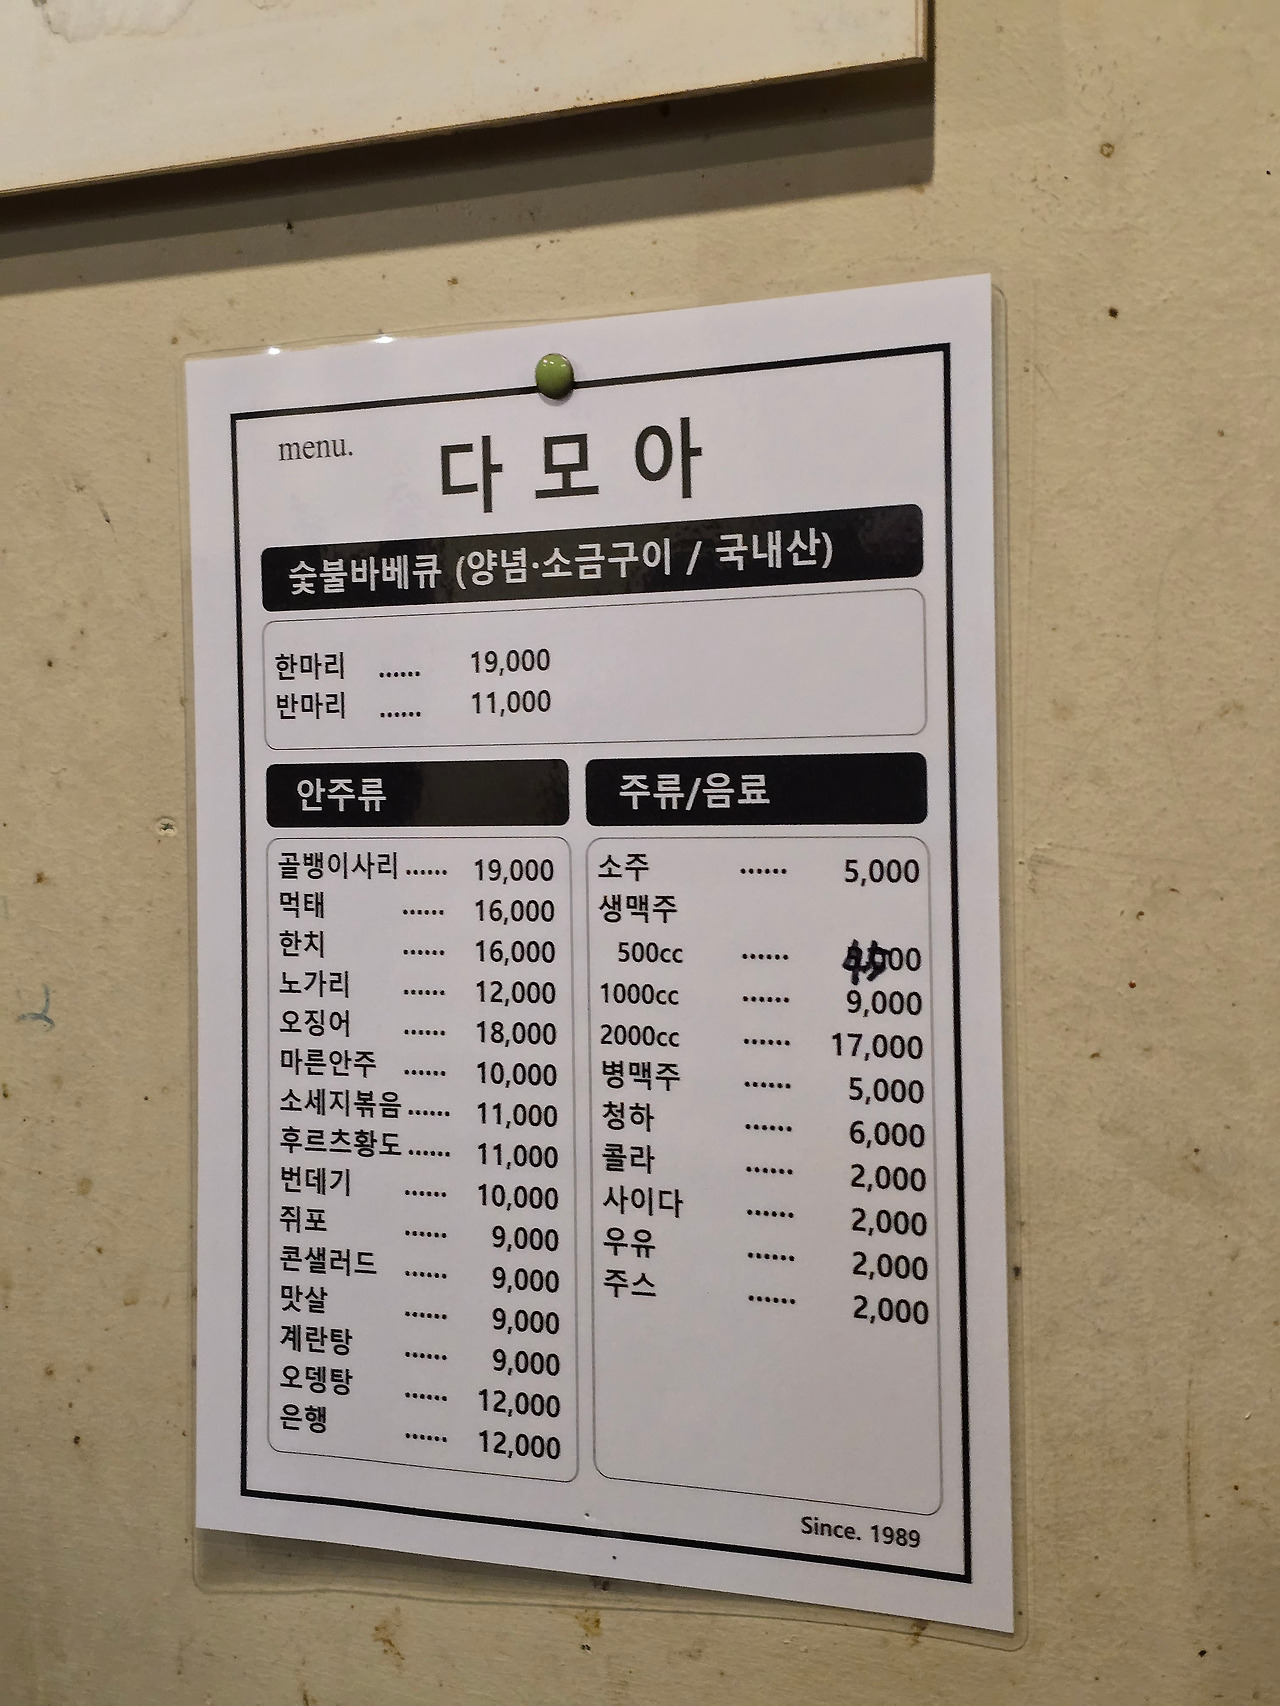 menu.
다모아
숯불바베큐 (양념·소금구이 / 국내산)
한마리 ...... 19,000
반마리 ...... 11,000
안주류
골뱅이사리 ...... 19,000
먹태 ...... 16,000
한치 ...... 16,000
노가리 ...... 12,000
오징어 ...... 18,000
마른안주 ...... 10,000
소세지볶음 ...... 11,000
후르츠황도 ...... 11,000
번데기 ...... 10,000
쥐포 ...... 9,000
콘샐러드 ...... 9,000
맛살 ...... 9,000
계란탕 ...... 9,000
오뎅탕 ...... 12,000
은행 ...... 12,000
주류/음료
소주 ...... 5,000
생맥주
500cc ...... 4500
1000cc ...... 9,000
2000cc ...... 17,000
병맥주 ...... 5,000
청하 ...... 6,000
콜라 ...... 2,000
사이다 ...... 2,000
우유 ...... 2,000
주스 ...... 2,000
Since. 1989